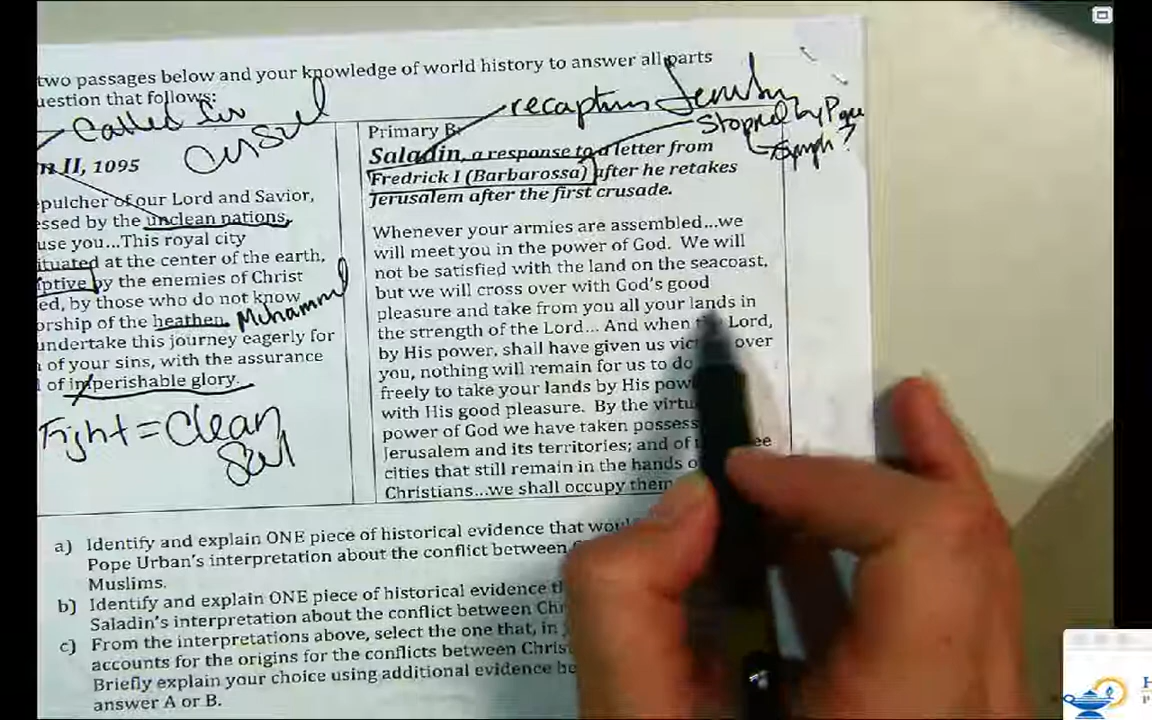 two passages below and your knowledge of world history to answer all parts
uestion that follows:
Called for
recapture
stopped by Pope
II, 1095
epulcher of our Lord and Savior,
essed by the unclean nations,
use you...This royal city
ituated at the center of the earth,
ptive by the enemies of Christ
ed, by those who do not know
orship of the heathen.
undertake this journey eagerly for
of your sins, with the assurance
of imperishable glory.
Fight = Clean
Soul
Primary B:
Saladin, a response to a letter from
Fredrick I (Barbarossa) after he retakes
Jerusalem after the first crusade.
Whenever your armies are assembled...we
will meet you in the power of God. We will
not be satisfied with the land on the seacoast,
but we will cross over with God's good
pleasure and take from you all your lands in
the strength of the Lord... And when the Lord,
by His power, shall have given us vict over
you, nothing will remain for us to do
freely to take your lands by His pow
with His good pleasure. By the virtu
power of God we have taken possess
Jerusalem and its territories; and of ee
cities that still remain in the hands o
Christians...we shall occupy them
a) Identify and explain ONE piece of historical evidence that wou
Pope Urban's interpretation about the conflict between
Muslims.
b) Identify and explain ONE piece of historical evidence t
Saladin's interpretation about the conflict between Chr
c) From the interpretations above, select the one that, in
accounts for the origins for the conflicts between Christ
Briefly explain your choice using additional evidence be
answer A or B.